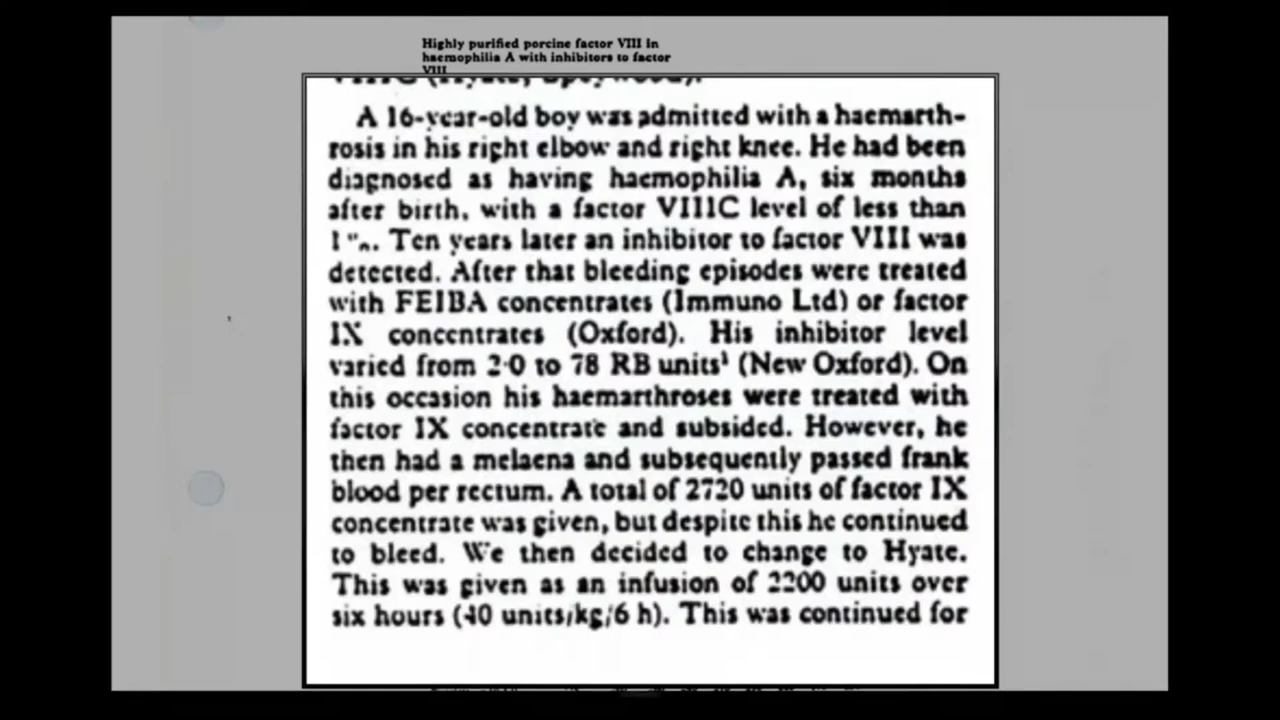 Highly purified porcine factor VIII in
haemophilia A with inhibitors to factor
VIII
VIIIC (Hyate, Speywood).
A 16-year-old boy was admitted with a haemarth-
rosis in his right elbow and right knee. He had been
diagnosed as having haemophilia A, six months
after birth, with a factor VIIIC level of less than
1%. Ten years later an inhibitor to factor VIII was
detected. After that bleeding episodes were treated
with FEIBA concentrates (Immuno Ltd) or factor
IX concentrates (Oxford). His inhibitor level
varied from 2·0 to 78 RB units¹ (New Oxford). On
this occasion his haemarthroses were treated with
factor IX concentrate and subsided. However, he
then had a melaena and subsequently passed frank
blood per rectum. A total of 2720 units of factor IX
concentrate was given, but despite this he continued
to bleed. We then decided to change to Hyate.
This was given as an infusion of 2200 units over
six hours (40 units/kg/6 h). This was continued for